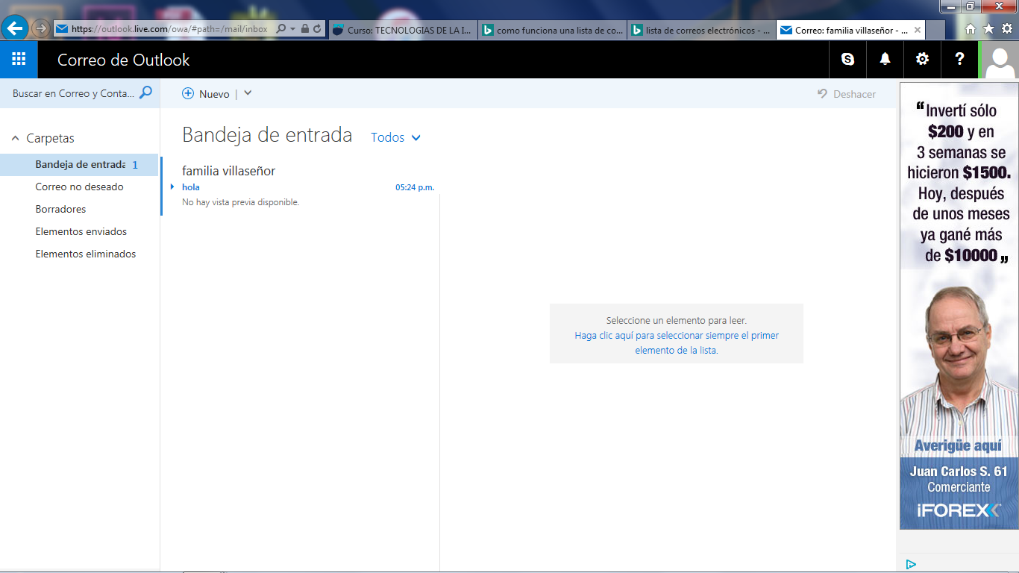 https://outlook.live.com/owa/#path=/mail/inbox
Curso: TECNOLOGIAS DE LA I...
como funciona una lista de co...
lista de correos electrónicos - ...
Correo: familia villaseñor - ...
Correo de Outlook
Buscar en Correo y Conta...
Nuevo
Deshacer
Carpetas
Bandeja de entrada 1
Correo no deseado
Borradores
Elementos enviados
Elementos eliminados
Bandeja de entrada
Todos
familia villaseñor
hola
05:24 p.m.
No hay vista previa disponible.
Seleccione un elemento para leer.
Haga clic aquí para seleccionar siempre el primer
elemento de la lista.
“Invertí sólo
$200 y en
3 semanas se
hicieron $1500.
Hoy, después
de unos meses
ya gané más
de $10000„
Averigüe aquí
Juan Carlos S. 61
Comerciante
iFOREX